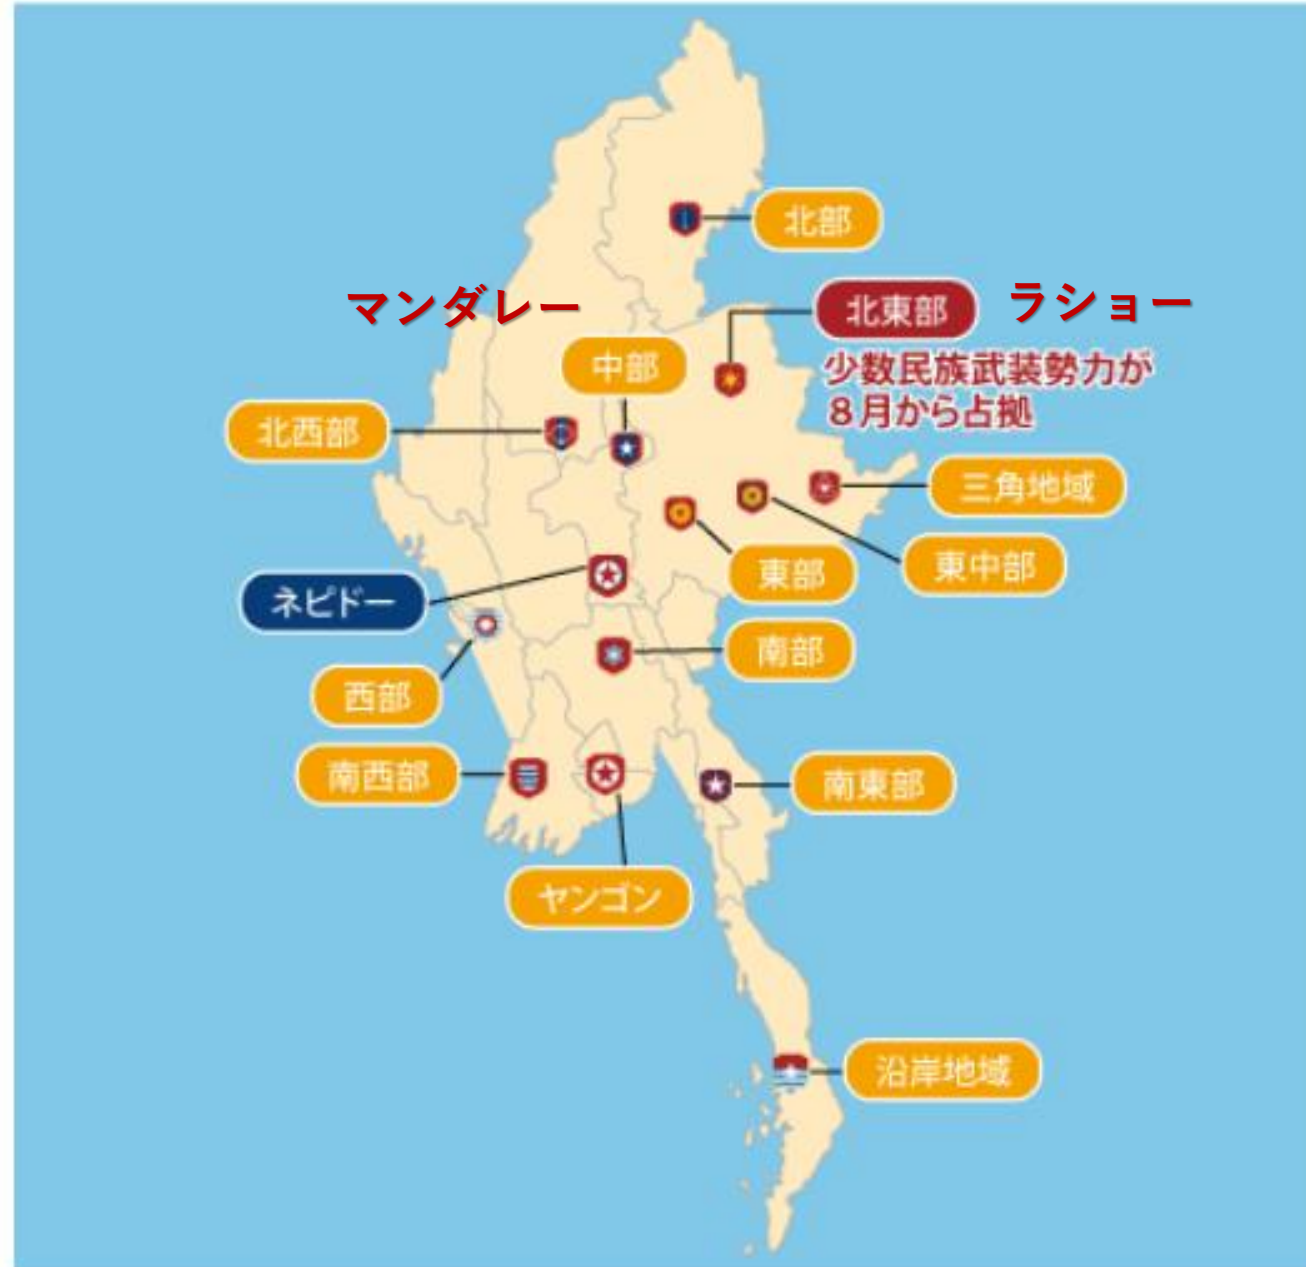 北部
マンダレー
北東部
ラショー
少数民族武装勢力が
8月から占拠
中部
北西部
三角地域
東中部
東部
ネピドー
南部
西部
南西部
南東部
ヤンゴン
沿岸地域